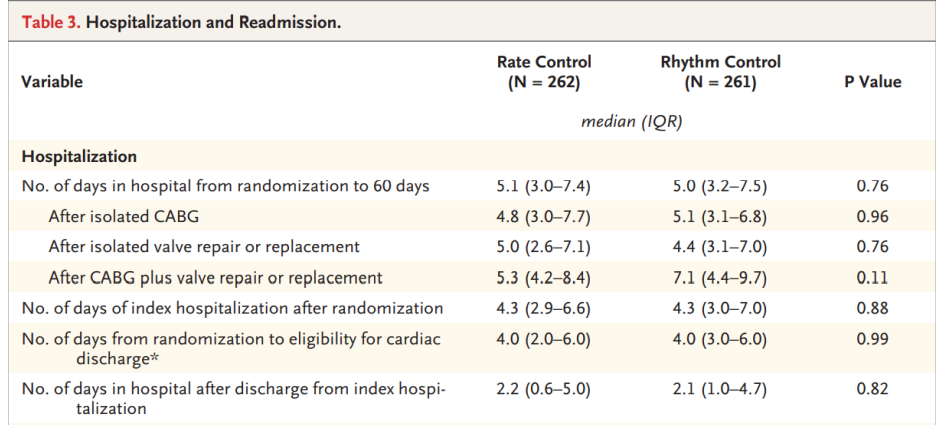 Table 3. Hospitalization and Readmission.
Variable Rate Control (N = 262) Rhythm Control (N = 261) P Value
median (IQR)
Hospitalization
No. of days in hospital from randomization to 60 days 5.1 (3.0–7.4) 5.0 (3.2–7.5) 0.76
After isolated CABG 4.8 (3.0–7.7) 5.1 (3.1–6.8) 0.96
After isolated valve repair or replacement 5.0 (2.6–7.1) 4.4 (3.1–7.0) 0.76
After CABG plus valve repair or replacement 5.3 (4.2–8.4) 7.1 (4.4–9.7) 0.11
No. of days of index hospitalization after randomization 4.3 (2.9–6.6) 4.3 (3.0–7.0) 0.88
No. of days from randomization to eligibility for cardiac 4.0 (2.0–6.0) 4.0 (3.0–6.0) 0.99
discharge*
No. of days in hospital after discharge from index hospi- 2.2 (0.6–5.0) 2.1 (1.0–4.7) 0.82
talization